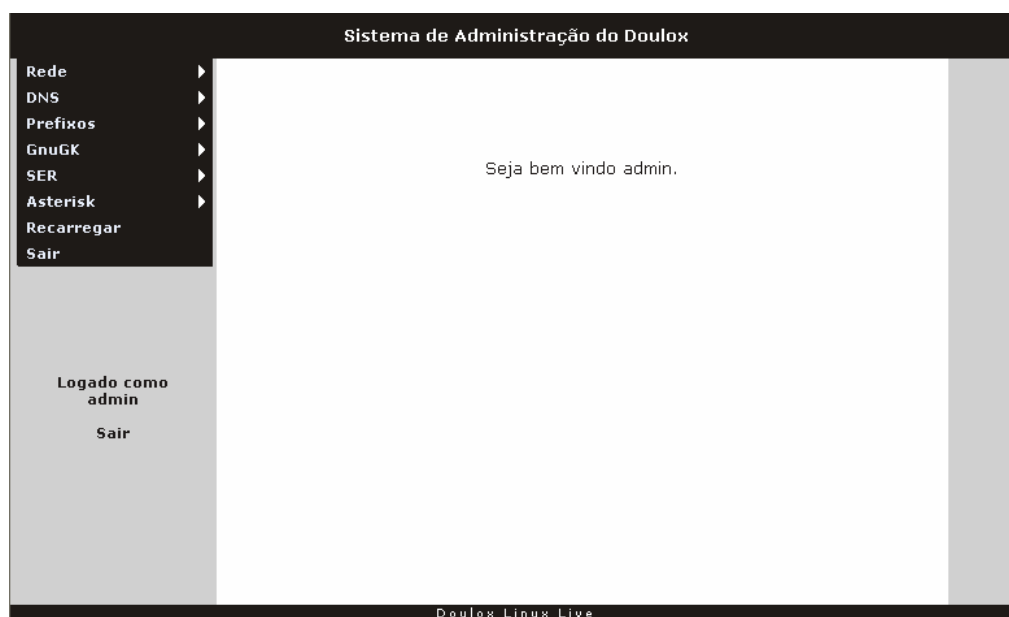 Sistema de Administração do Doulox
Rede
DNS
Prefixos
GnuGK
SER
Asterisk
Recarregar
Sair
Seja bem vindo admin.
Logado como
admin
Sair
Doulox Linux Live